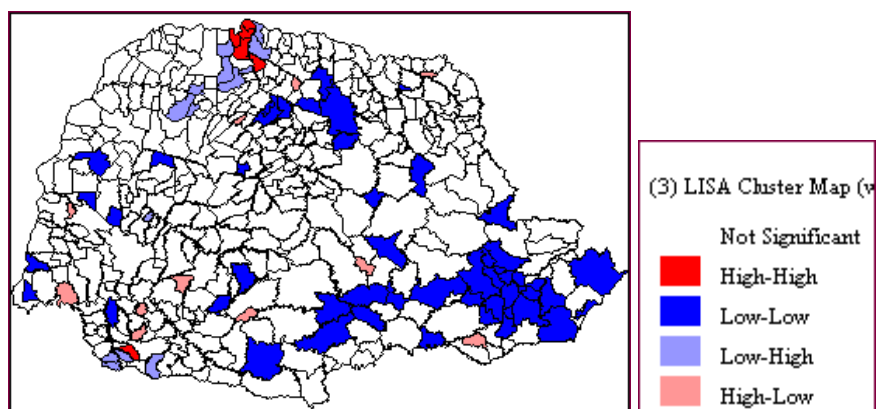 (3) LISA Cluster Map (w
Not Significant
High-High
Low-Low
Low-High
High-Low